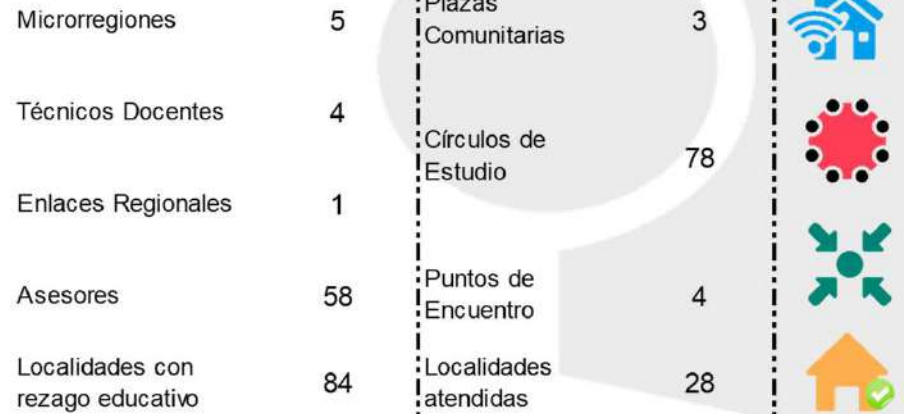 Microrregiones 5
Plazas
Comunitarias 3
Técnicos Docentes 4
Círculos de
Estudio 78
Enlaces Regionales 1
Asesores 58
Puntos de
Encuentro 4
Localidades con
rezago educativo 84
Localidades
atendidas 28